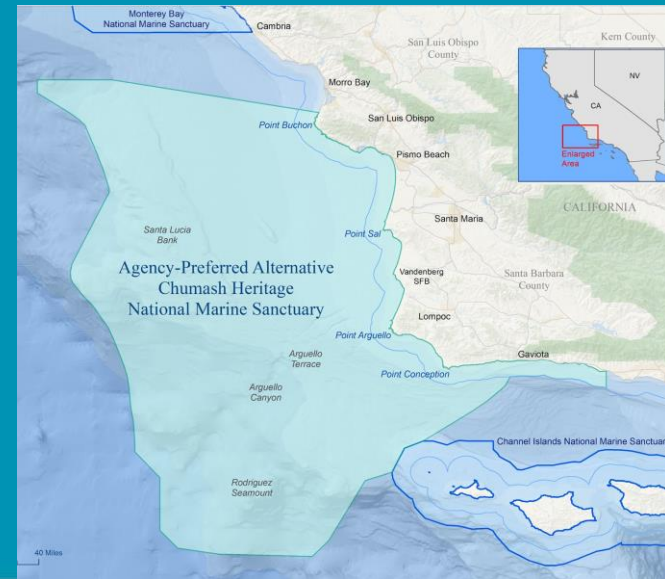 Monterey Bay
National Marine Sanctuary
Cambria
San Luis Obispo
County
Kern County
NV
CA
Enlarged
Area
Morro Bay
San Luis Obispo
Point Buchon
Pismo Beach
CALIFORNIA
Santa Lucia
Bank
Point Sal
Santa Maria
Agency-Preferred Alternative
Chumash Heritage
National Marine Sanctuary
Vandenberg
SFB
Santa Barbara
County
Lompoc
Point Arguello
Arguello
Terrace
Gaviota
Point Conception
Arguello
Canyon
Channel Islands National Marine Sanctuar
Rodriguez
Seamount
40 Miles